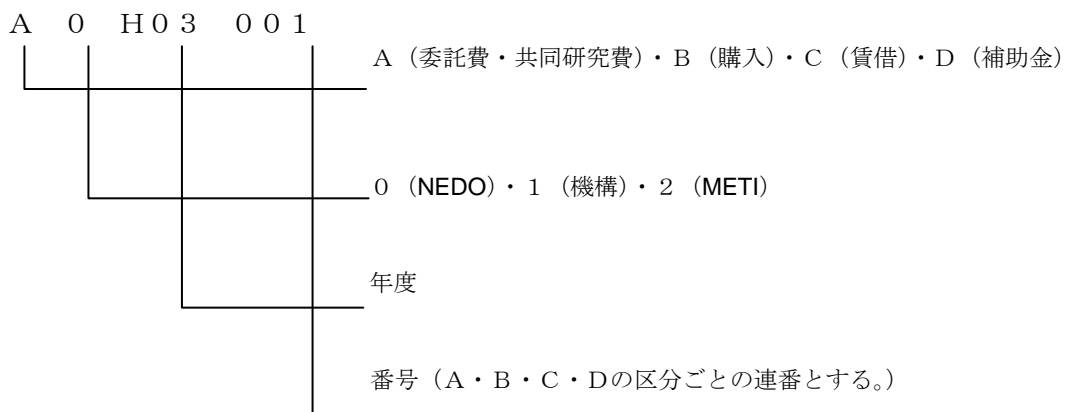 Ａ　０　Ｈ０３　００１
Ａ（委託費・共同研究費）・Ｂ（購入）・Ｃ（賃借）・Ｄ（補助金）
０（NEDO）・１（機構）・２（METI）
年度
番号（Ａ・Ｂ・Ｃ・Ｄの区分ごとの連番とする。）